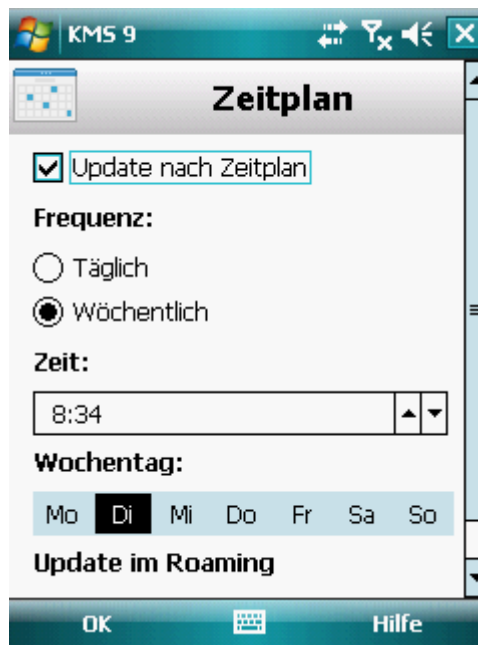 KMS 9
Zeitplan
Update nach Zeitplan
Frequenz:
Täglich
Wöchentlich
Zeit:
8:34
Wochentag:
Mo Di Mi Do Fr Sa So
Update im Roaming
OK Hilfe